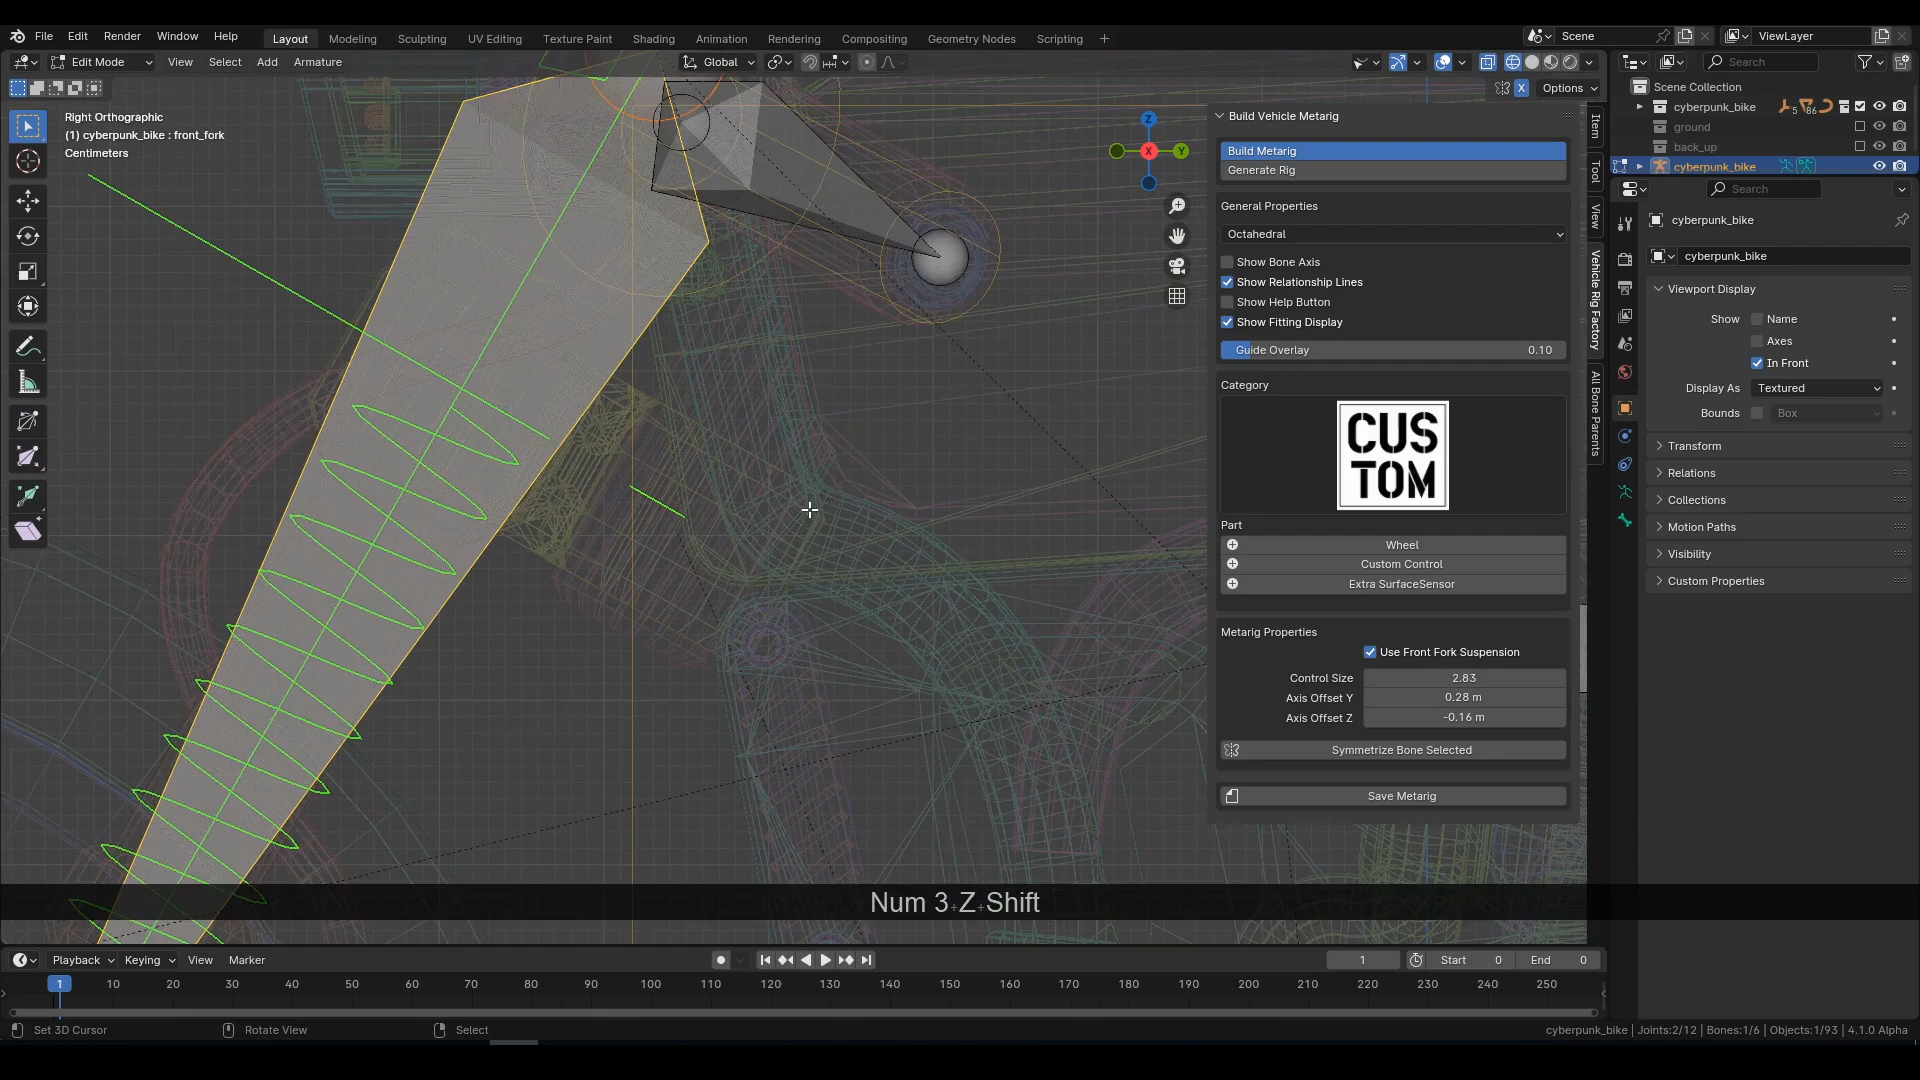 File Edit Render Window Help Layout Modeling Sculpting UV Editing Texture Paint Shading Animation Rendering Compositing Geometry Nodes Scripting + Scene ViewLayer
Edit Mode View Select Add Armature Global Search
X Options Scene Collection
Right Orthographic
(1) cyberpunk_bike : front_fork
Centimeters
cyberpunk_bike 5 86
ground
back_up
cyberpunk_bike
Z
X
Y
Item
Tool
View
Vehicle Rig Factory
All Bone Parents
Build Vehicle Metarig
Build Metarig
Generate Rig
General Properties
Octahedral
Show Bone Axis
Show Relationship Lines
Show Help Button
Show Fitting Display
Guide Overlay 0.10
Category
CUS
TOM
Part
Wheel
Custom Control
Extra SurfaceSensor
Metarig Properties
Use Front Fork Suspension
Control Size 2.83
Axis Offset Y 0.28 m
Axis Offset Z -0.16 m
Symmetrize Bone Selected
Save Metarig
Search
cyberpunk_bike
cyberpunk_bike
Viewport Display
Show Name
Axes
In Front
Display As Textured
Bounds Box
Transform
Relations
Collections
Motion Paths
Visibility
Custom Properties
Num 3+Z+Shift
Playback Keying View Marker 1 Start 0 End 0
1 10 20 30 40 50 60 70 80 90 100 110 120 130 140 150 160 170 180 190 200 210 220 230 240 250
Set 3D Cursor Rotate View Select cyberpunk_bike | Joints:2/12 | Bones:1/6 | Objects:1/93 | 4.1.0 Alpha